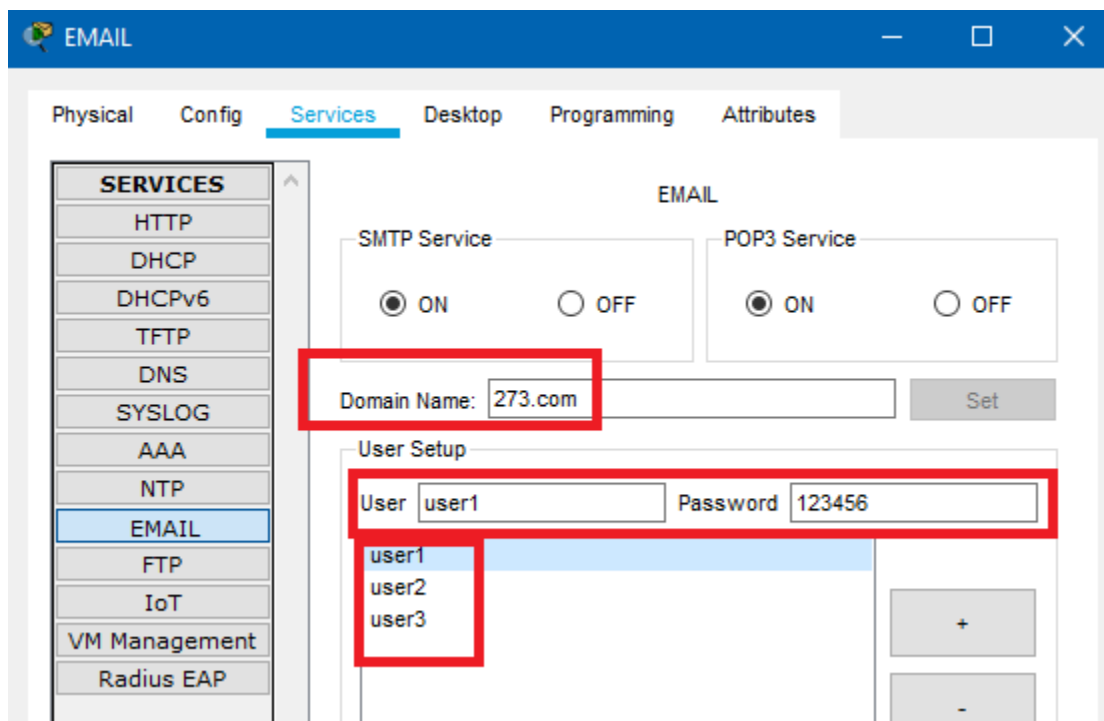 EMAIL
Physical Config Services Desktop Programming Attributes
SERVICES
HTTP
DHCP
DHCPv6
TFTP
DNS
SYSLOG
AAA
NTP
EMAIL
FTP
IoT
VM Management
Radius EAP
EMAIL
SMTP Service POP3 Service
ON OFF ON OFF
Domain Name: 273.com Set
User Setup
User user1 Password 123456
user1
user2
user3
+
-